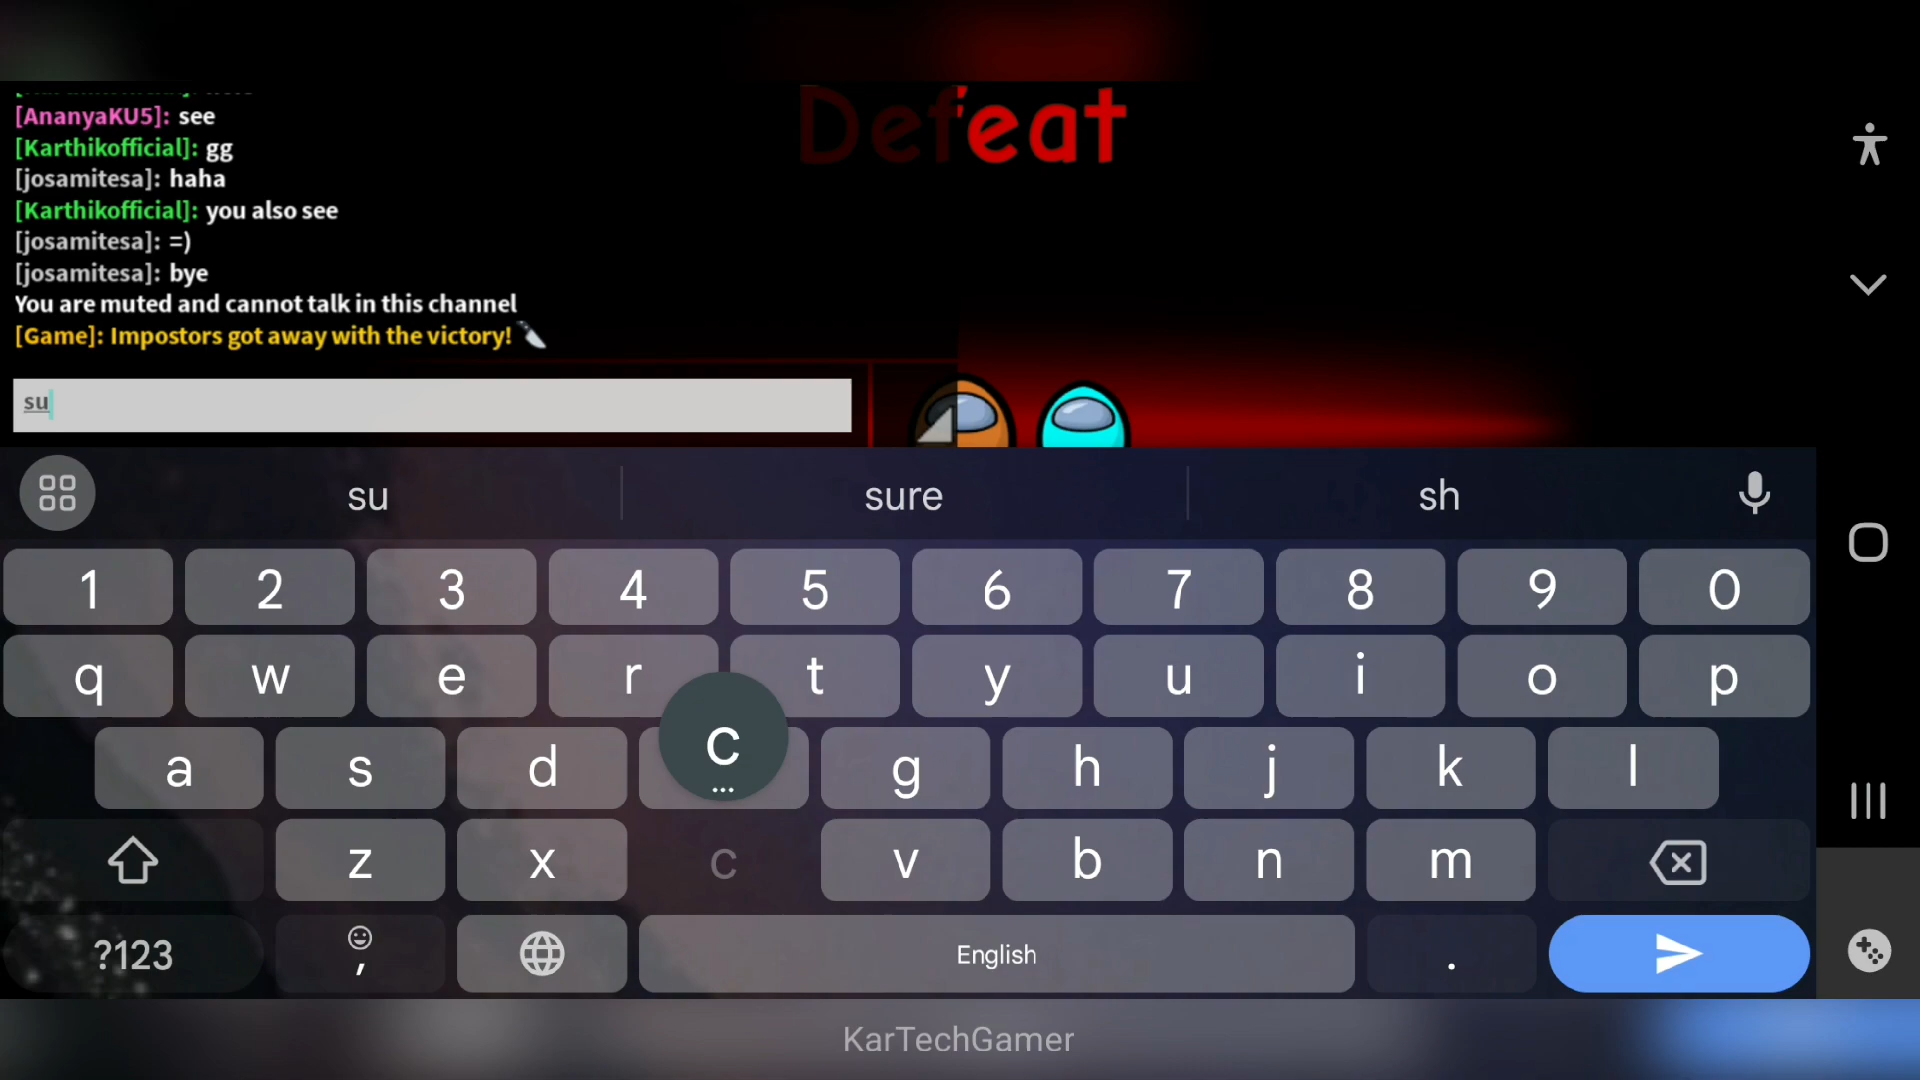 Defeat
[AnanyaKU5]: see
[Karthikofficial]: gg
[josamitesa]: haha
[Karthikofficial]: you also see
[josamitesa]: =)
[josamitesa]: bye
You are muted and cannot talk in this channel
[Game]: Impostors got away with the victory! 🔪
su
su sure sh
1 2 3 4 5 6 7 8 9 0
q w e r t y u i o p
c
a s d g h j k l
z x c v b n m
?123 , English .
KarTechGamer